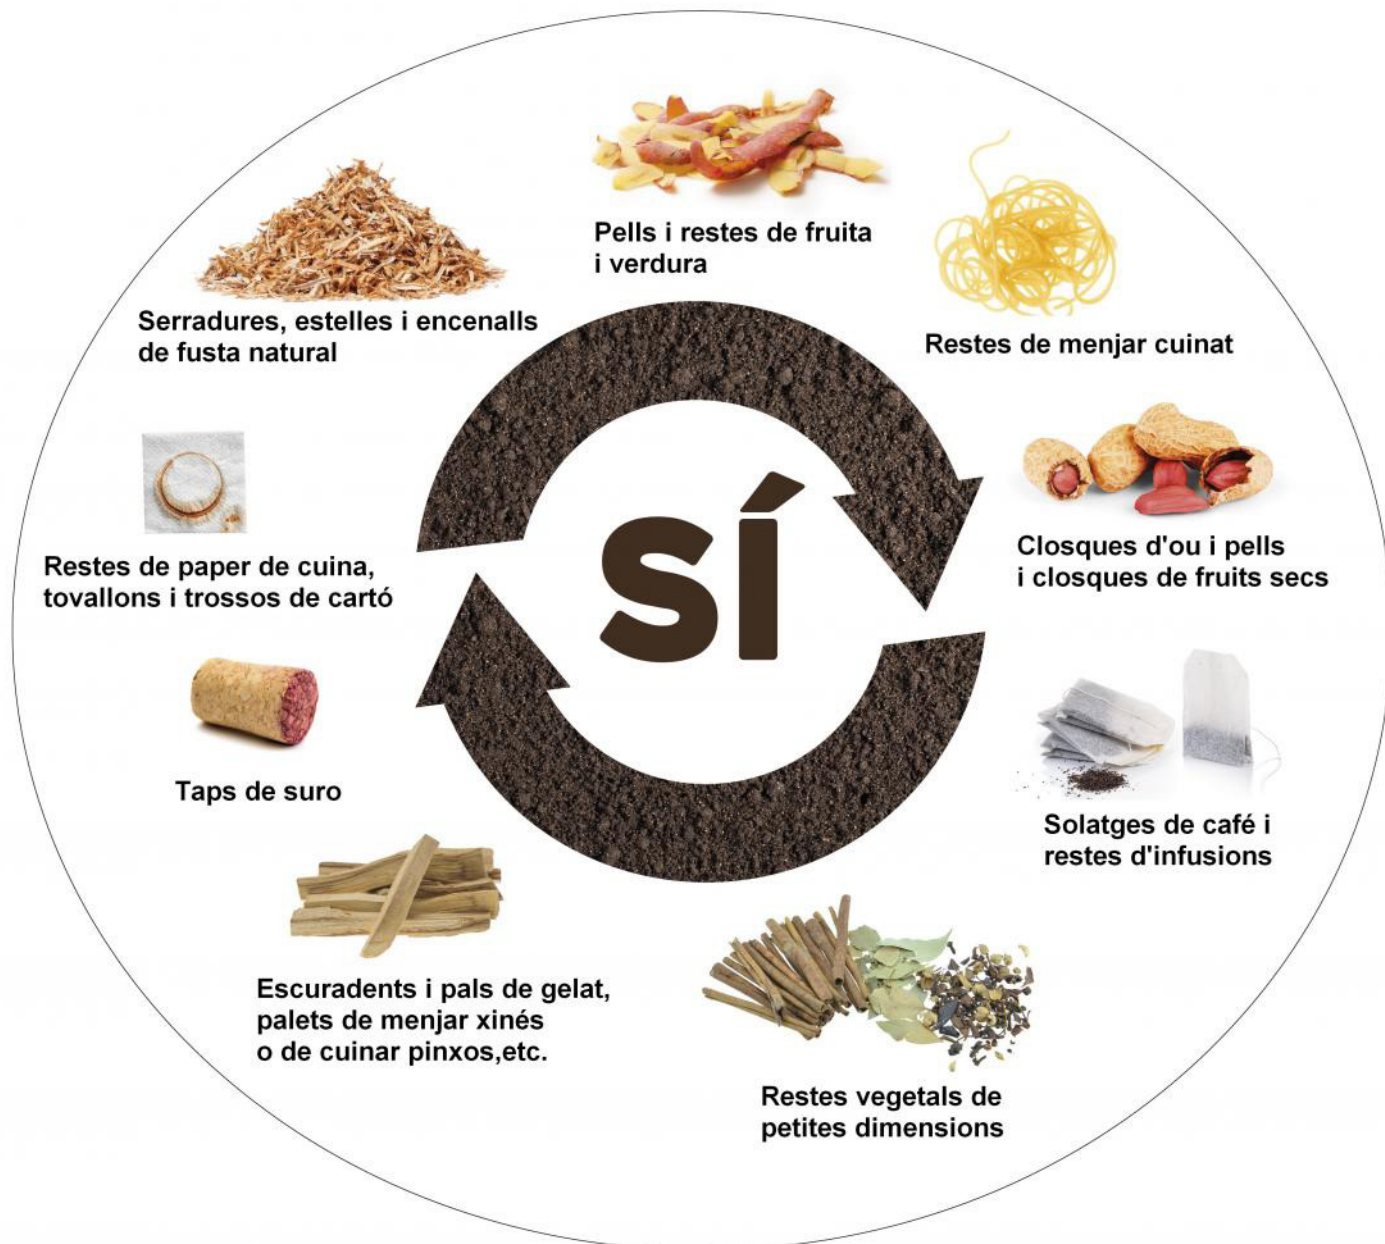 Pells i restes de fruita
i verdura
Restes de menjar cuinat
Serradures, estelles i encenalls
de fusta natural
SÍ
Closques d'ou i pells
i closques de fruits secs
Restes de paper de cuina,
tovallons i trossos de cartó
Taps de suro
Solatges de café i
restes d'infusions
Escuradents i pals de gelat,
palets de menjar xinés
o de cuinar pinxos,etc.
Restes vegetals de
petites dimensions